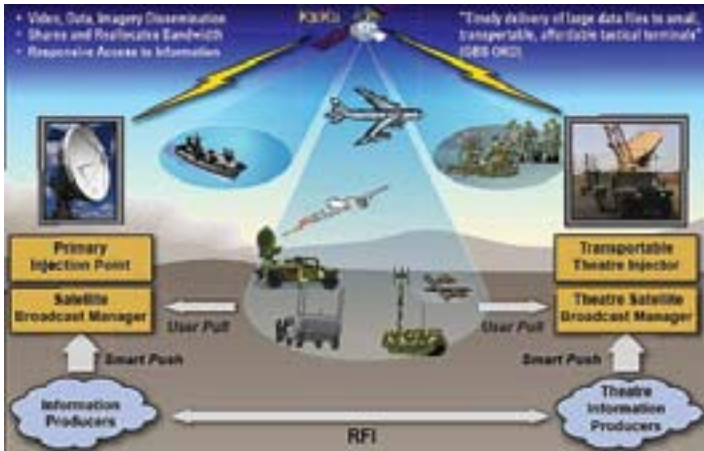 • Video, Data, Imagery Dissemination
• Shares and Reallocates Bandwidth
• Responsive Access to Information
Ka/Ku
"Timely delivery of large data files to small,
transportable, affordable tactical terminals"
(GBS ORD)
Primary
Injection Point
Transportable
Theatre Injector
Satellite
Broadcast Manager
User Pull
User Pull
Theatre Satellite
Broadcast Manager
Smart Push
Smart Push
Information
Producers
RFI
Theatre
Information
Producers